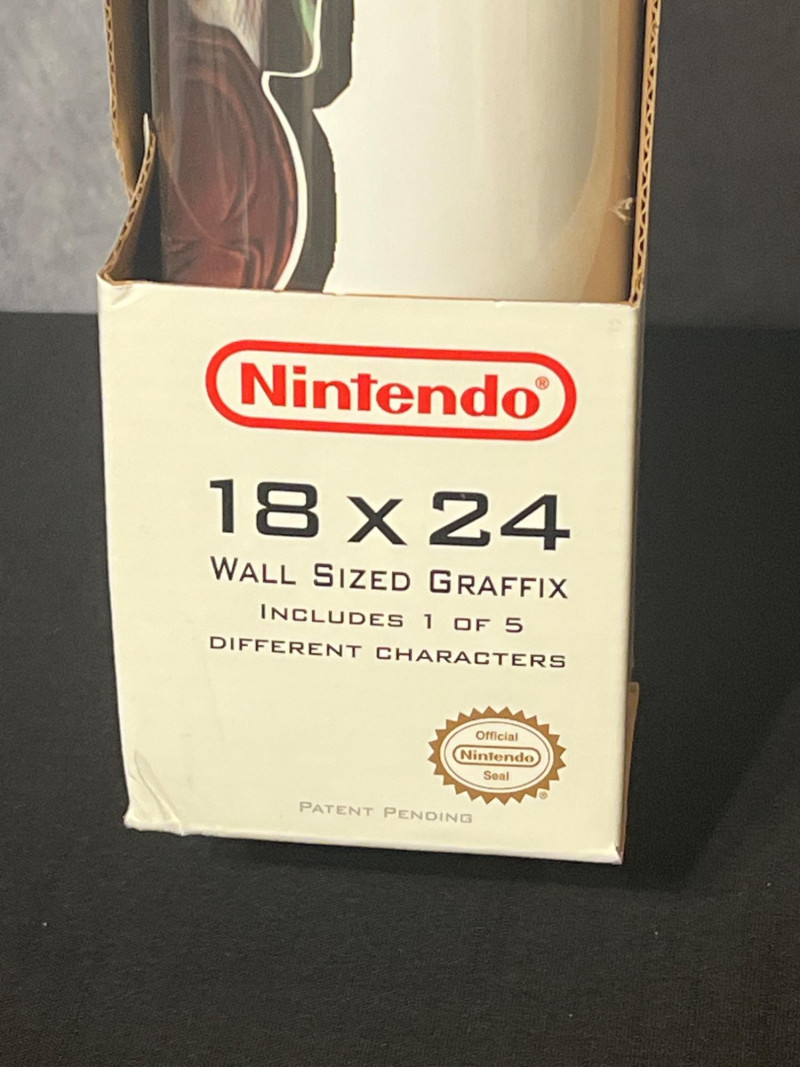 Nintendo®
18 x 24
WALL SIZED GRAFFIX
INCLUDES 1 OF 5
DIFFERENT CHARACTERS
Official
Nintendo
Seal
®
PATENT PENDING